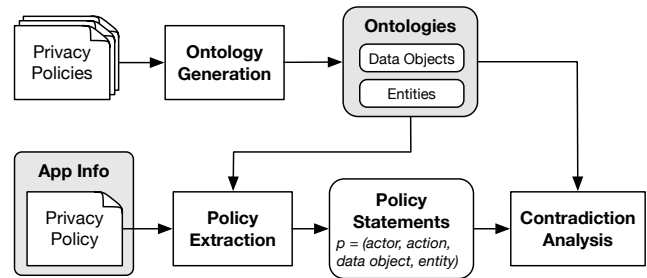 Privacy
Policies
Ontology
Generation
Ontologies
Data Objects
Entities
App Info
Privacy
Policy
Policy
Extraction
Policy
Statements
p = (actor, action,
data object, entity)
Contradiction
Analysis